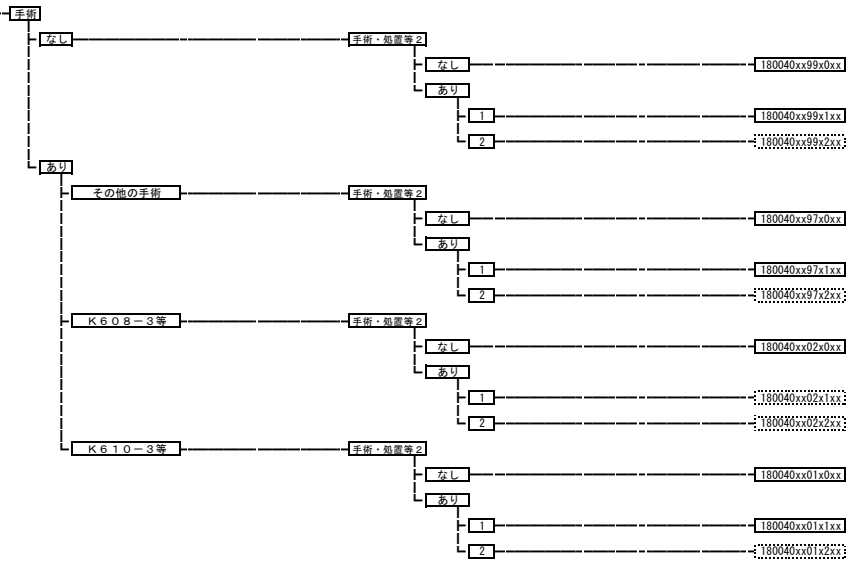 手術
なし 手術・処置等2
なし 180040xx99x0xx
あり
1 180040xx99x1xx
2 180040xx99x2xx
あり
その他の手術 手術・処置等2
なし 180040xx97x0xx
あり
1 180040xx97x1xx
2 180040xx97x2xx
K608-3等 手術・処置等2
なし 180040xx02x0xx
あり
1 180040xx02x1xx
2 180040xx02x2xx
K610-3等 手術・処置等2
なし 180040xx01x0xx
あり
1 180040xx01x1xx
2 180040xx01x2xx